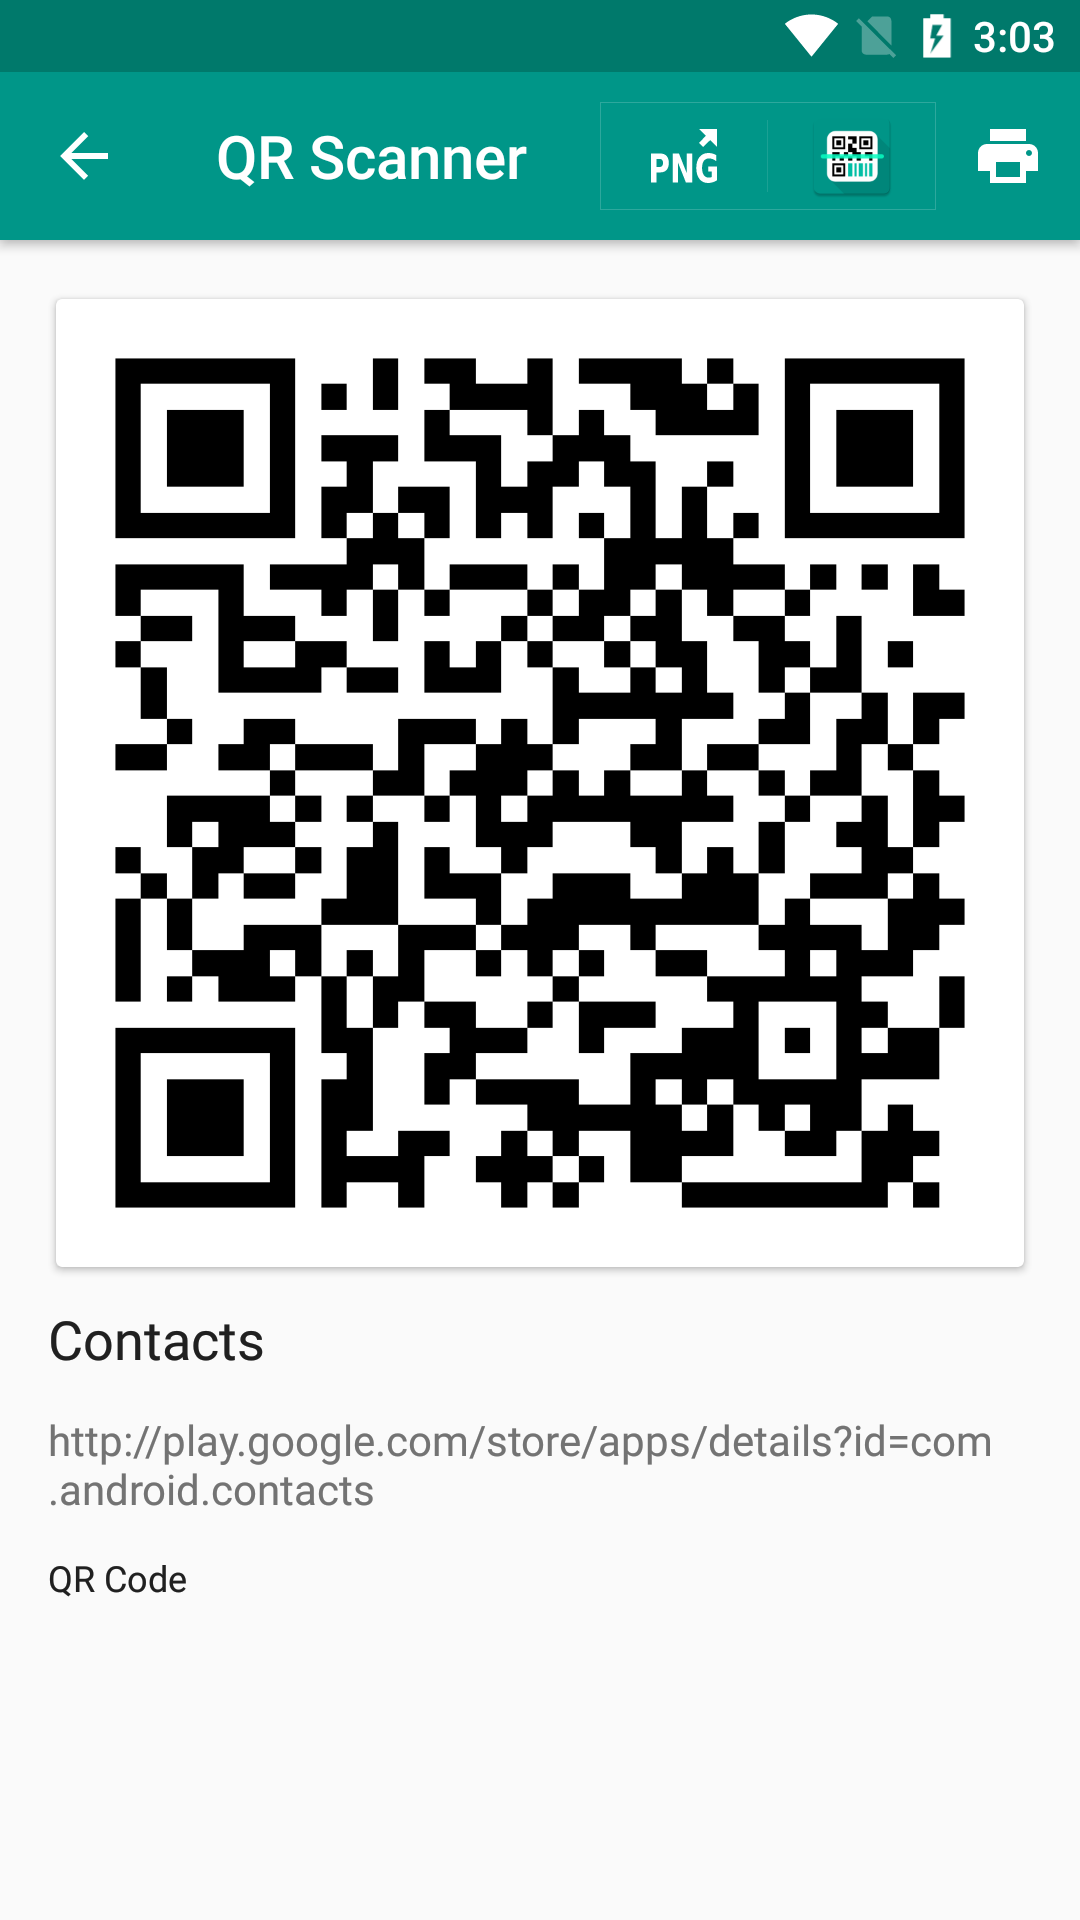 3:03
QR Scanner
PNG
Contacts
http://play.google.com/store/apps/details?id=com
.android.contacts
QR Code